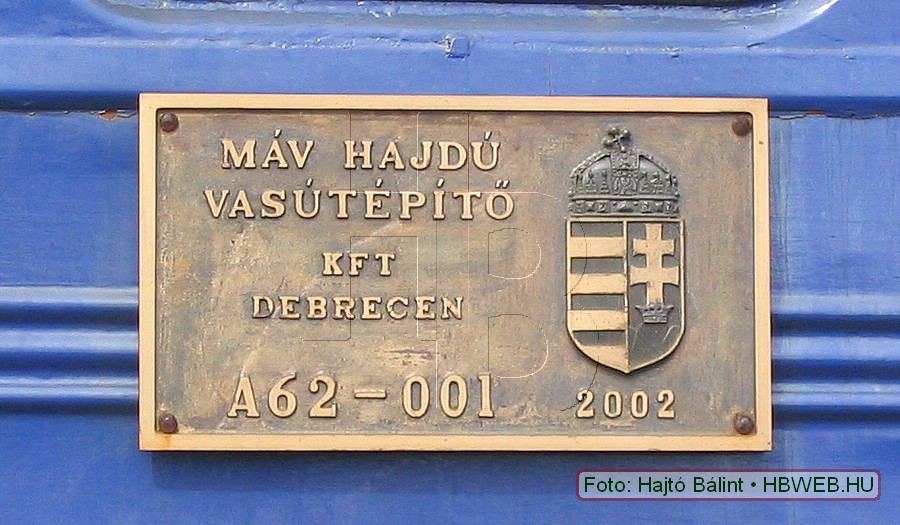 MÁV HAJDÚ
VASÚTÉPÍTŐ
KFT
DEBRECEN
A62-001
2002
Foto: Hajtó Bálint • HBWEB.HU